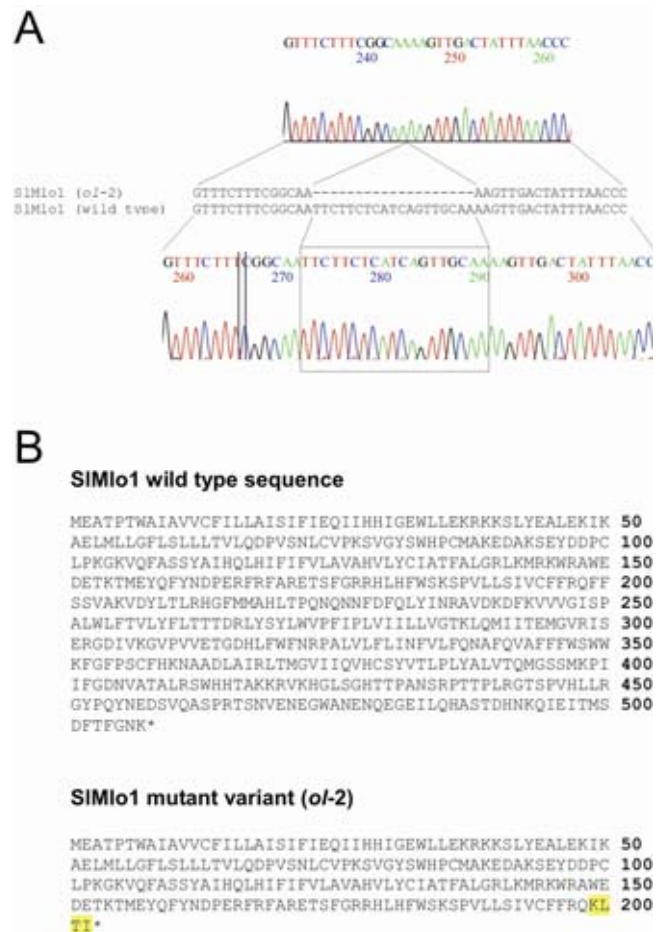 A
GTTTCTTTCGGCAAAAGTTGACTATTTAACCC
240 250 260
SlMlo1 (ol-2) GTTTCTTTCGGCAA-------------------AAGTTGACTATTTAACCC
SlMlo1 (wild type) GTTTCTTTCGGCAATTCTTCTCATCAGTTGCAAAAGTTGACTATTTAACCC
GTTTCTTTCGGCAATTCTTCTCATCAGTTGCAAAAGTTGACTATTTAACC
260 270 280 290 300
B
SlMlo1 wild type sequence
MEATPTWAIAVVCFILLAISIFIEQIIHHIGEWLLEKRKKSLYEALEKIK 50
AELMLLGFLSLLLTVLQDPVSNLCVPKSVGYSWHPCMAKEDAKSEYDDPC 100
LPKGKVQFASSYAIHQLHIFIFVLAVAHVLYCIATFALGRLKMRKWRAWE 150
DETKTMEYQFYNDPERFRFARETSFGRRHLHFWSKSPVLLSIVCFFRQFF 200
SSVAKVDYLTLRHGFMMAHLTPQNQNNFDFQLYINRAVDKDFKVVVGISP 250
ALWLFTVLYFLTTTDRLYSYLWVPFIPLVIILLVGTKLQMIITEMGVRIS 300
ERGDIVKGVPVVETGDHLFWFNRPALVLFLINFVLFQNAFQVAFFFWSWW 350
KFGFPSCFHKNAADLAIRLTMGVIIQVHCSYVTLPLYALVTQMGSSMKPI 400
IFGDNVATALRSWHHTAKKRVKHGLSGHTTPANSRPTTPLRGTSPVHLLR 450
GYPQYNEDSVQASPRTSNVENEGWANENQEGEILQHASTDHNKQIEITMS 500
DFTFGNK*
SlMlo1 mutant variant (ol-2)
MEATPTWAIAVVCFILLAISIFIEQIIHHIGEWLLEKRKKSLYEALEKIK 50
AELMLLGFLSLLLTVLQDPVSNLCVPKSVGYSWHPCMAKEDAKSEYDDPC 100
LPKGKVQFASSYAIHQLHIFIFVLAVAHVLYCIATFALGRLKMRKWRAWE 150
DETKTMEYQFYNDPERFRFARETSFGRRHLHFWSKSPVLLSIVCFFRQKL 200
TI*